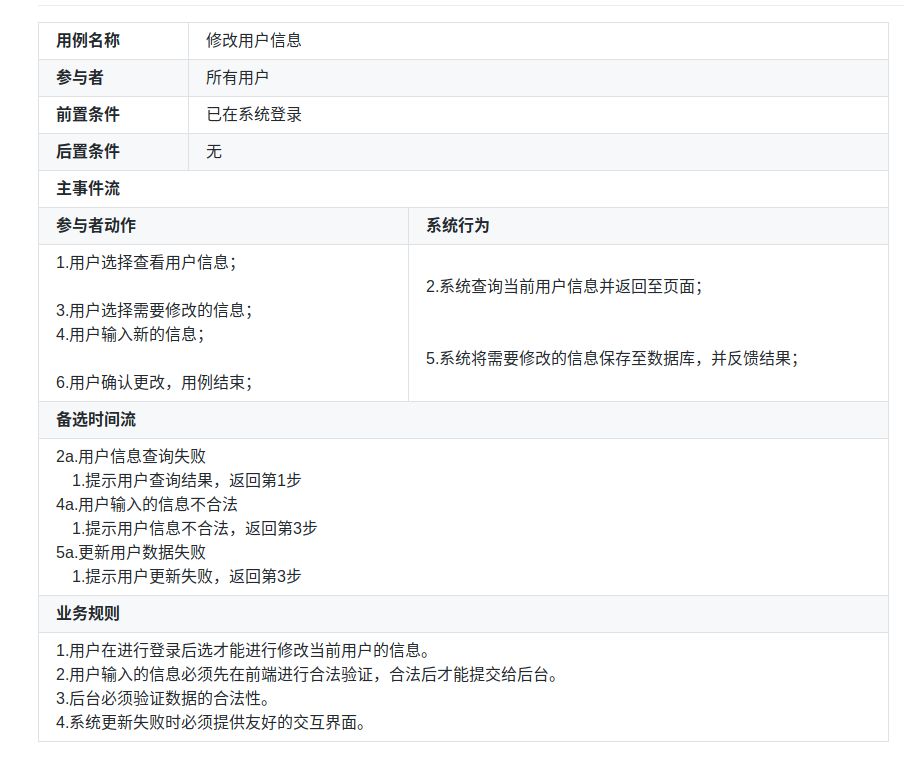 用例名称 修改用户信息
参与者 所有用户
前置条件 已在系统登录
后置条件 无
主事件流
参与者动作 系统行为
1.用户选择查看用户信息；
2.系统查询当前用户信息并返回至页面；
3.用户选择需要修改的信息；
4.用户输入新的信息；
5.系统将需要修改的信息保存至数据库，并反馈结果；
6.用户确认更改，用例结束；
备选时间流
2a.用户信息查询失败
1.提示用户查询结果，返回第1步
4a.用户输入的信息不合法
1.提示用户信息不合法，返回第3步
5a.更新用户数据失败
1.提示用户更新失败，返回第3步
业务规则
1.用户在进行登录后选才能进行修改当前用户的信息。
2.用户输入的信息必须先在前端进行合法验证，合法后才能提交给后台。
3.后台必须验证数据的合法性。
4.系统更新失败时必须提供友好的交互界面。